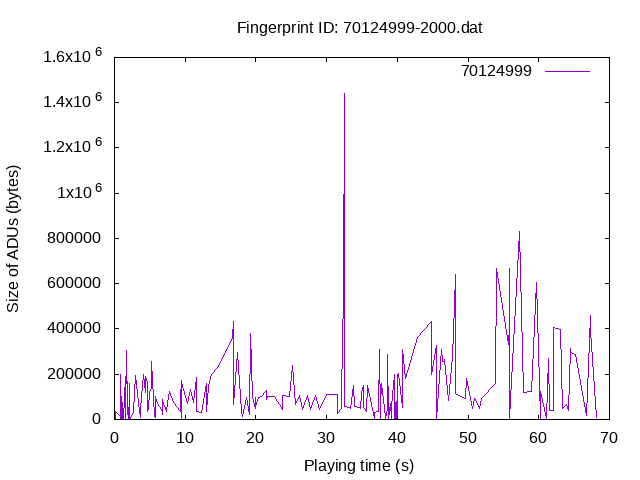 Fingerprint ID: 70124999-2000.dat
70124999
Size of ADUs (bytes)
1.6x10^6
1.4x10^6
1.2x10^6
1x10^6
800000
600000
400000
200000
0
0 10 20 30 40 50 60 70
Playing time (s)